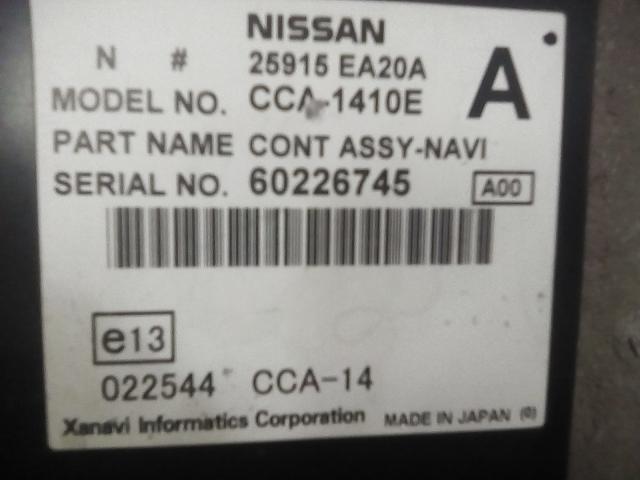 NISSAN
N # 25915 EA20A
A
MODEL NO. CCA-1410E
PART NAME CONT ASSY-NAVI
SERIAL NO. 60226745 A00
e13
022544 CCA-14
Xanavi Informatics Corporation MADE IN JAPAN (0)